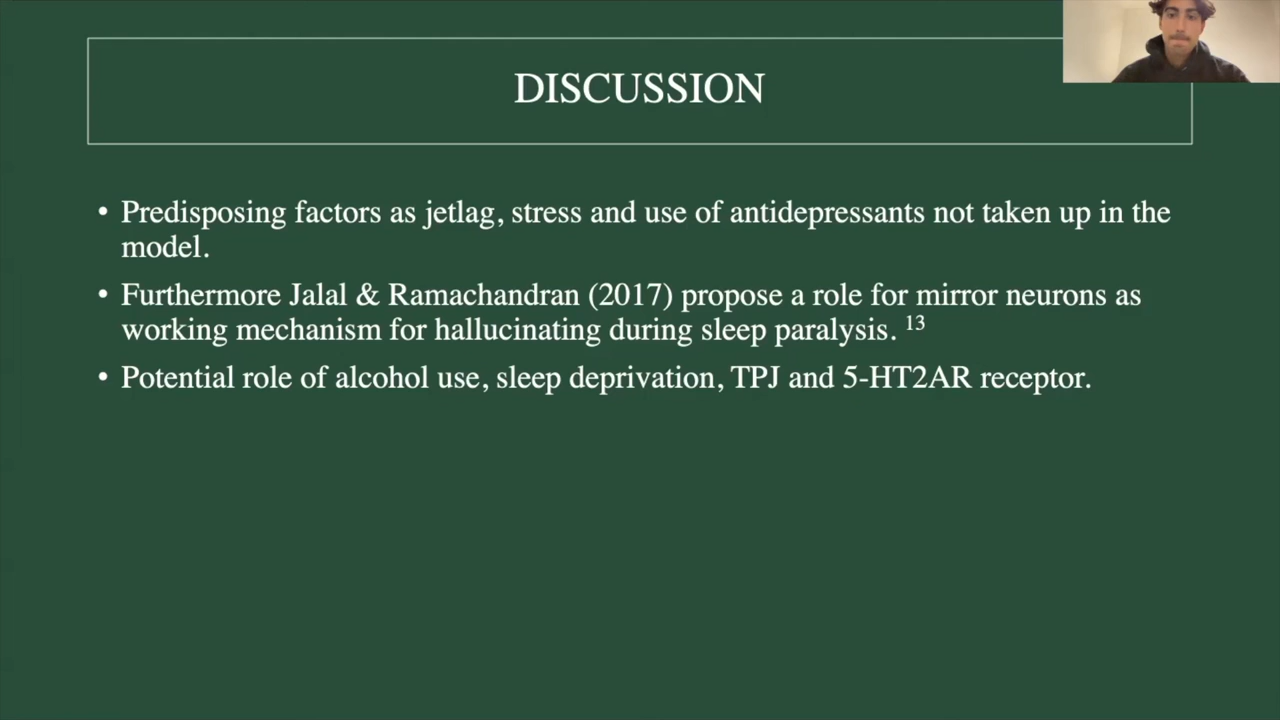 DISCUSSION
• Predisposing factors as jetlag, stress and use of antidepressants not taken up in the
model.
• Furthermore Jalal & Ramachandran (2017) propose a role for mirror neurons as
working mechanism for hallucinating during sleep paralysis. 13
• Potential role of alcohol use, sleep deprivation, TPJ and 5-HT2AR receptor.